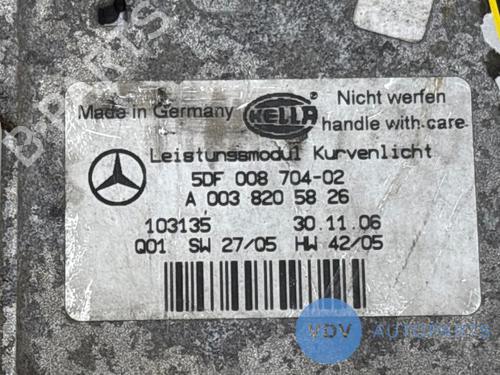 Made in Germany HELLA ® Nicht werfen
handle with care
Leistungsmodul Kurvenlicht
5DF 008 704-02
A 003 820 58 26
103135 30.11.06
Q01 SW 27/05 HW 42/05
VDV AUTOPARTS
B-PARTS